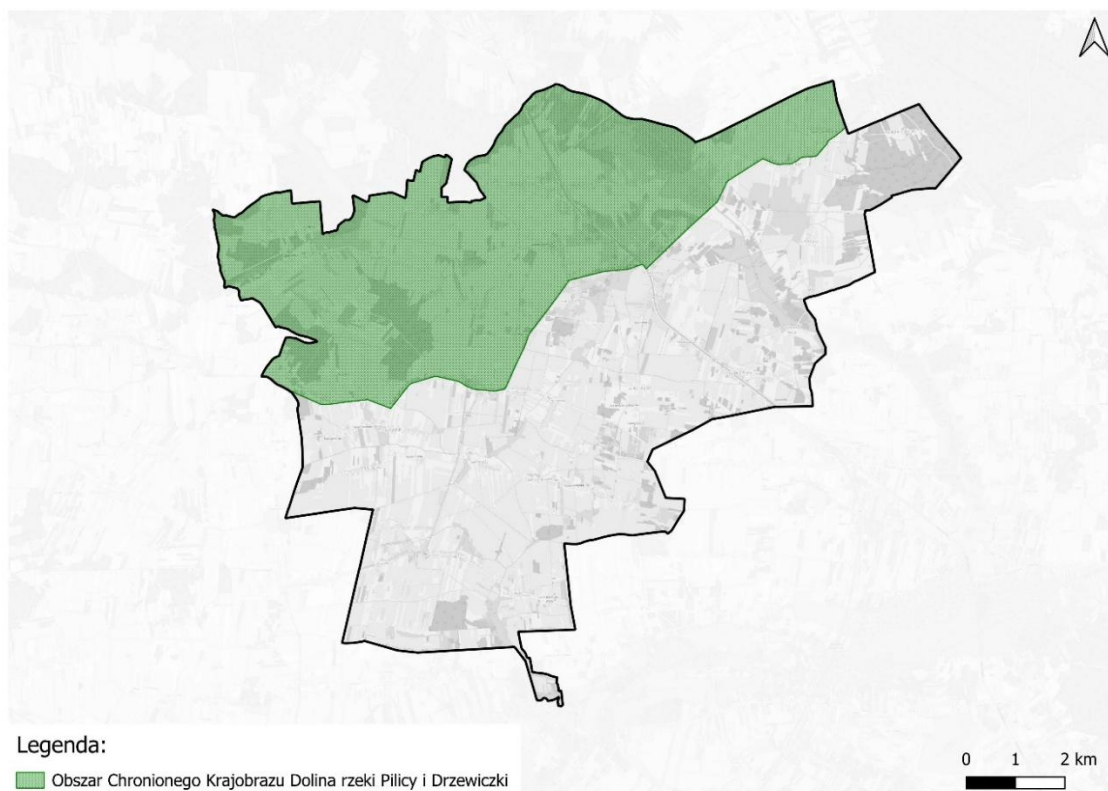 Legenda:
Obszar Chronionego Krajobrazu Dolina rzeki Pilicy i Drzewiczki
0 1 2 km